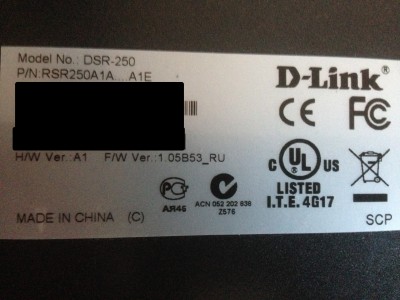 Model No.: DSR-250
P/N:RSR250A1A... A1E
D-Link®
CE FC
H/W Ver.:A1 F/W Ver.:1.05B53_RU
C UL US
LISTED
I.T.E. 4G17
PC
ACN 052 202 838
Z576
MADE IN CHINA (C)
SCP